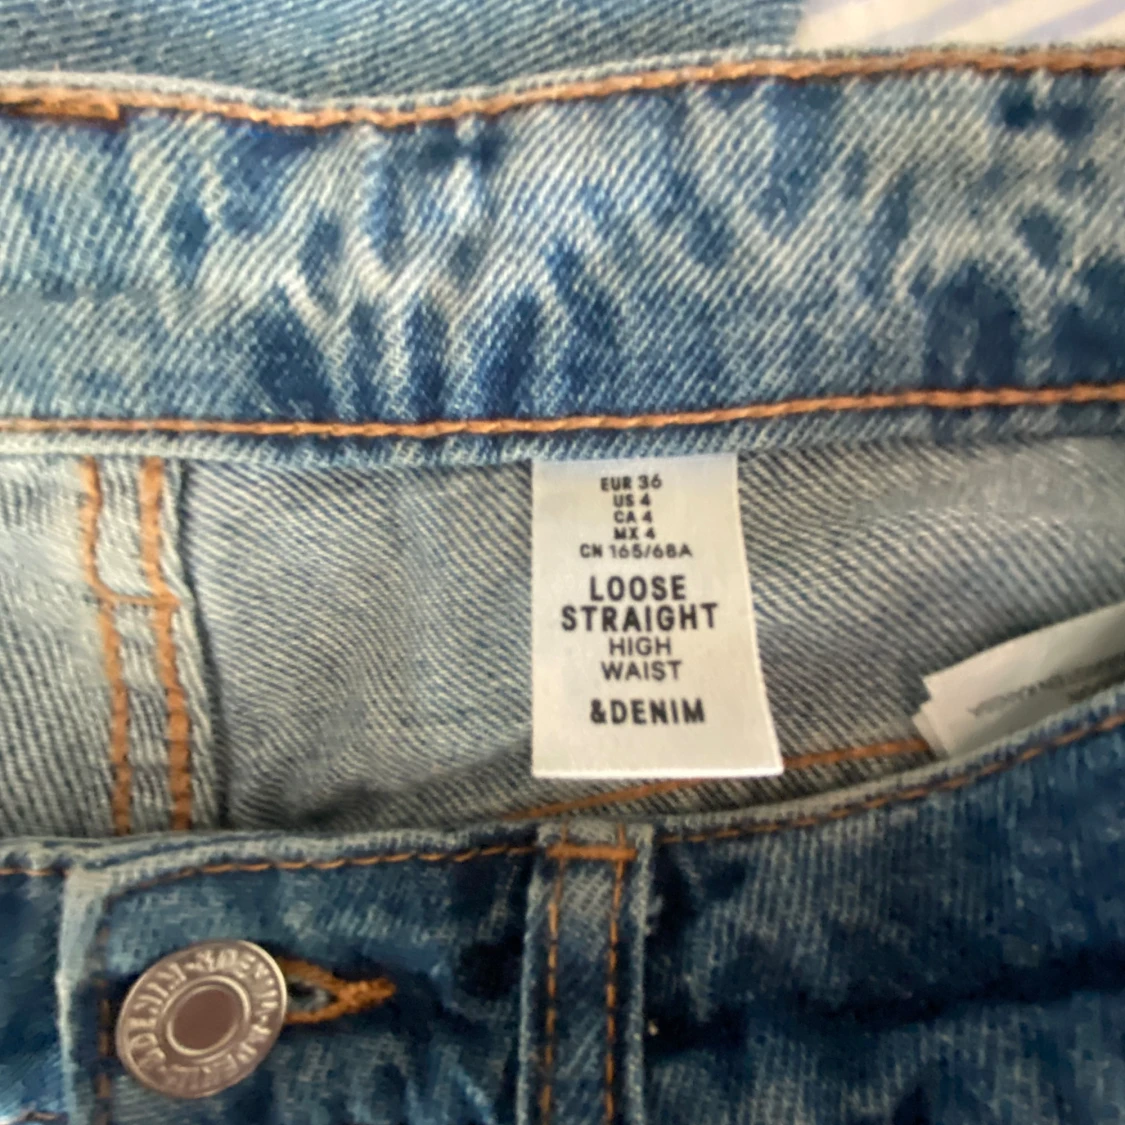 EUR 36
US 4
CA 4
MX 4
CN 165/68A
LOOSE
STRAIGHT
HIGH
WAIST
&DENIM